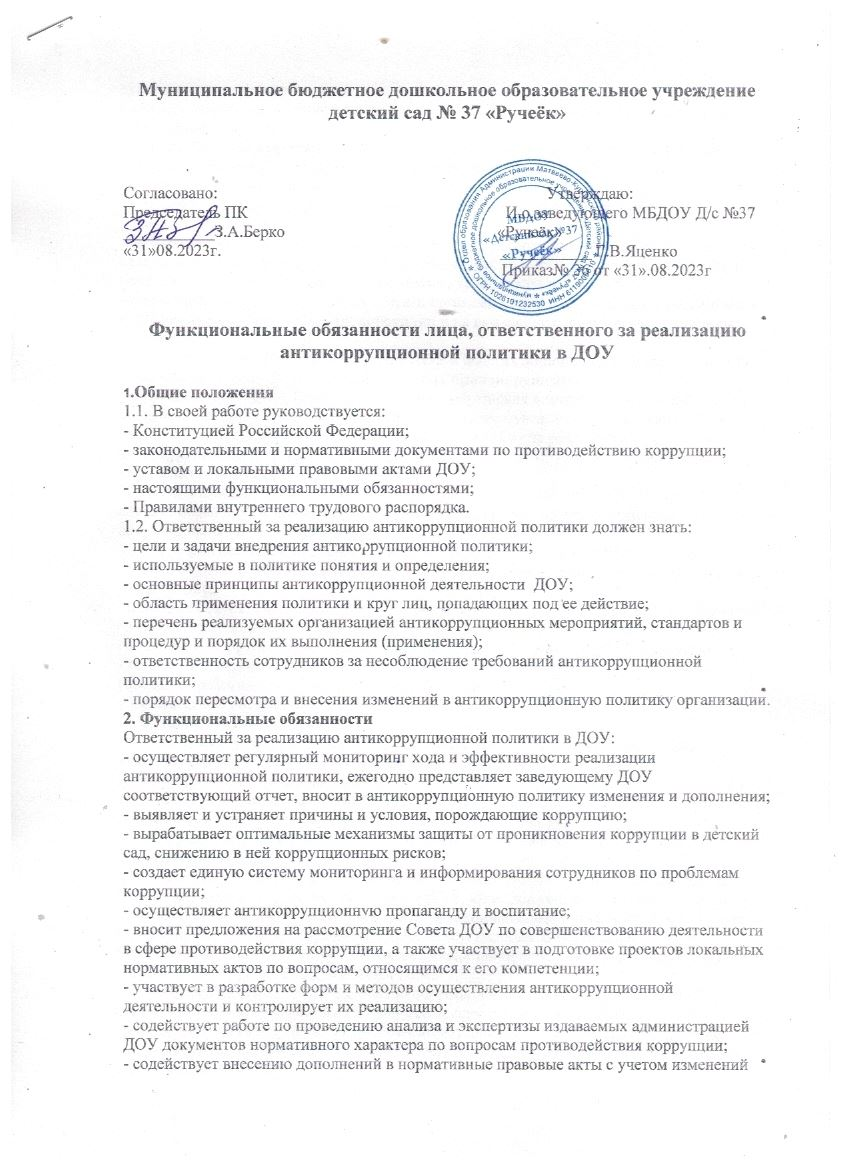 Муниципальное бюджетное дошкольное образовательное учреждение
детский сад № 37 «Ручеёк»
Согласовано:
Председатель ПК
З.А.Берко
«31»08.2023г.
Утверждаю:
И.о заведующего МБДОУ Д/с №37
«Ручеёк»
В.Яценко
Приказ№ от «31».08.2023г
МБДОУ
«Детский сад №37
«Ручеёк»
ОГРН 1026101232530 ИНН
Функциональные обязанности лица, ответственного за реализацию
антикоррупционной политики в ДОУ
1.Общие положения
1.1. В своей работе руководствуется:
- Конституцией Российской Федерации;
- законодательными и нормативными документами по противодействию коррупции;
- уставом и локальными правовыми актами ДОУ;
- настоящими функциональными обязанностями;
- Правилами внутреннего трудового распорядка.
1.2. Ответственный за реализацию антикоррупционной политики должен знать:
- цели и задачи внедрения антикоррупционной политики;
- используемые в политике понятия и определения;
- основные принципы антикоррупционной деятельности ДОУ;
- область применения политики и круг лиц, попадающих под ее действие;
- перечень реализуемых организацией антикоррупционных мероприятий, стандартов и
процедур и порядок их выполнения (применения);
- ответственность сотрудников за несоблюдение требований антикоррупционной
политики;
- порядок пересмотра и внесения изменений в антикоррупционную политику организации.
2. Функциональные обязанности
Ответственный за реализацию антикоррупционной политики в ДОУ:
- осуществляет регулярный мониторинг хода и эффективности реализации
антикоррупционной политики, ежегодно представляет заведующему ДОУ
соответствующий отчет, вносит в антикоррупционную политику изменения и дополнения;
- выявляет и устраняет причины и условия, порождающие коррупцию;
- вырабатывает оптимальные механизмы защиты от проникновения коррупции в детский
сад, снижению в ней коррупционных рисков;
- создает единую систему мониторинга и информирования сотрудников по проблемам
коррупции;
- осуществляет антикоррупционную пропаганду и воспитание;
- вносит предложения на рассмотрение Совета ДОУ по совершенствованию деятельности
в сфере противодействия коррупции, а также участвует в подготовке проектов локальных
нормативных актов по вопросам, относящимся к его компетенции;
- участвует в разработке форм и методов осуществления антикоррупционной
деятельности и контролирует их реализацию;
- содействует работе по проведению анализа и экспертизы издаваемых администрацией
ДОУ документов нормативного характера по вопросам противодействия коррупции;
- содействует внесению дополнений в нормативные правовые акты с учетом изменений